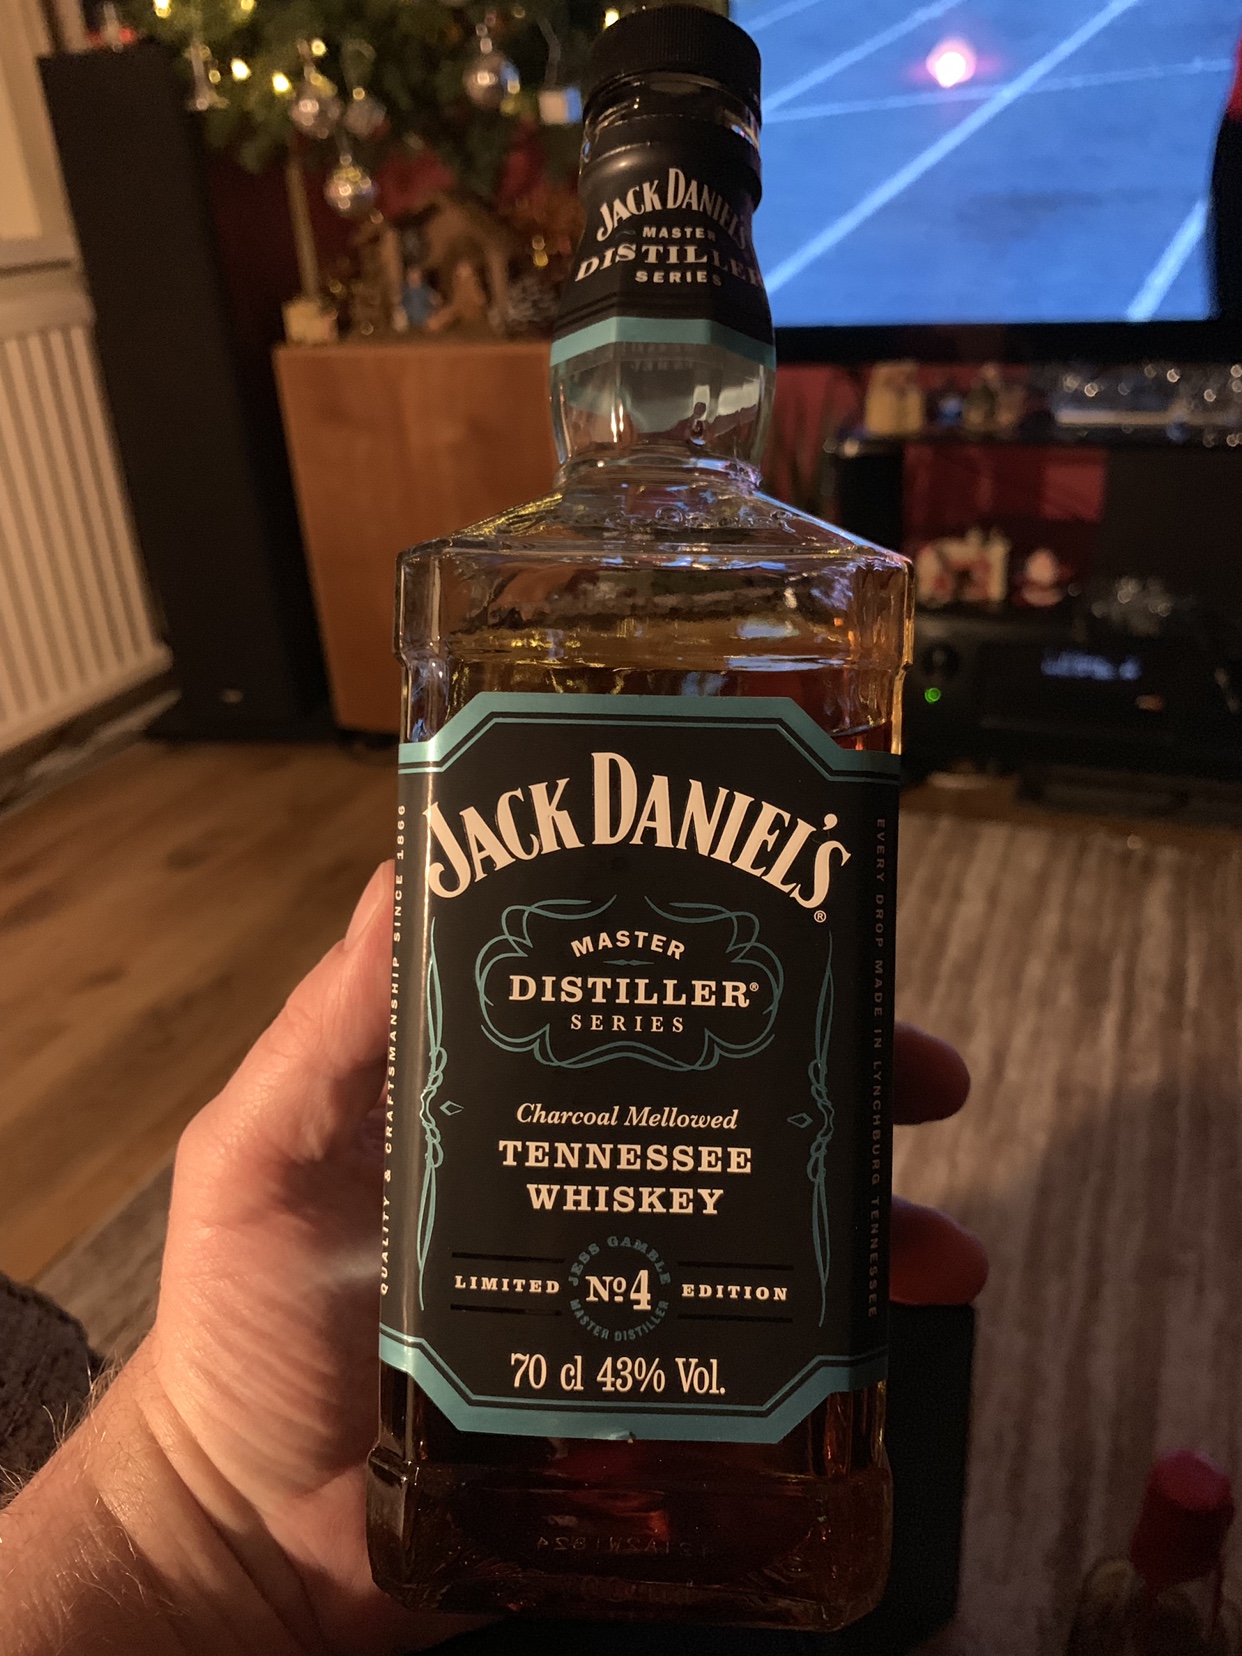 JACK DANIEL'S
MASTER
DISTILLER
SERIES
JACK DANIEL'S®
MASTER
DISTILLER®
SERIES
Charcoal Mellowed
TENNESSEE
WHISKEY
LIMITED Nº4 EDITION
JESS GAMBLE
MASTER DISTILLER
70 cl 43% Vol.
QUALITY & CRAFTSMANSHIP SINCE 1866
EVERY DROP MADE IN LYNCHBURG TENNESSEE